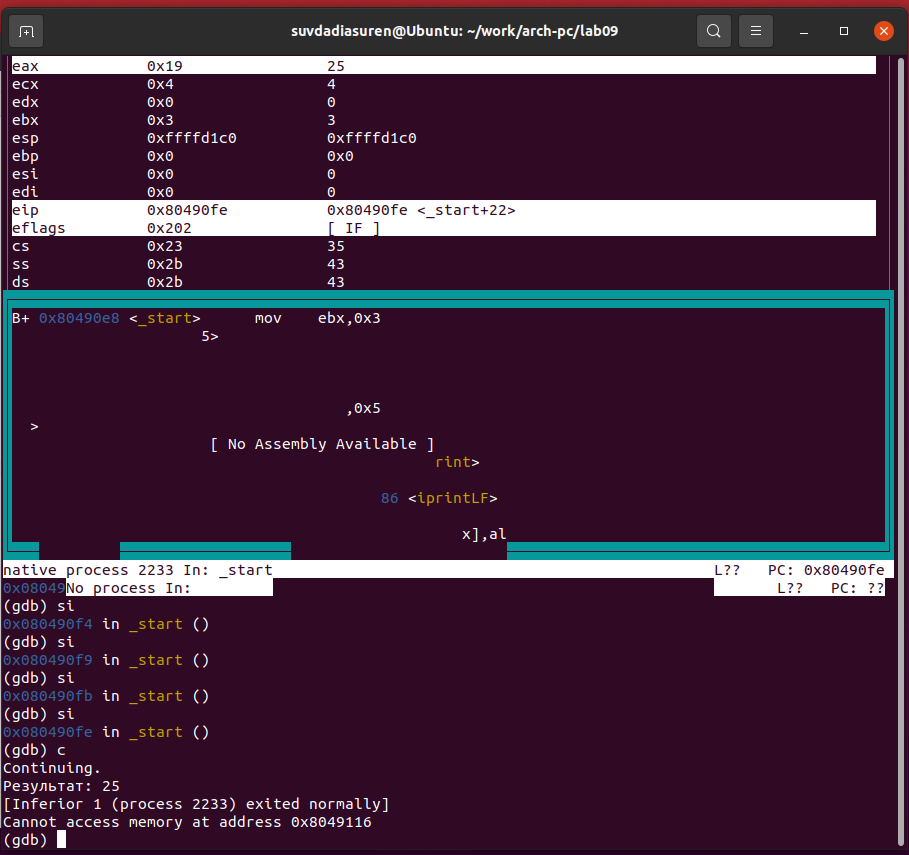 suvdadiasuren@Ubuntu: ~/work/arch-pc/lab09
eax 0x19 25
ecx 0x4 4
edx 0x0 0
ebx 0x3 3
esp 0xffffd1c0 0xffffd1c0
ebp 0x0 0x0
esi 0x0 0
edi 0x0 0
eip 0x80490fe 0x80490fe <_start+22>
eflags 0x202 [ IF ]
cs 0x23 35
ss 0x2b 43
ds 0x2b 43
B+ 0x80490e8 <_start> mov ebx,0x3
5>
,0x5
>
[ No Assembly Available ]
rint>
86 <iprintLF>
x],al
native process 2233 In: _start L?? PC: 0x80490fe
0x08049No process In: L?? PC: ??
(gdb) si
0x080490f4 in _start ()
(gdb) si
0x080490f9 in _start ()
(gdb) si
0x080490fb in _start ()
(gdb) si
0x080490fe in _start ()
(gdb) c
Continuing.
Результат: 25
[Inferior 1 (process 2233) exited normally]
Cannot access memory at address 0x8049116
(gdb)